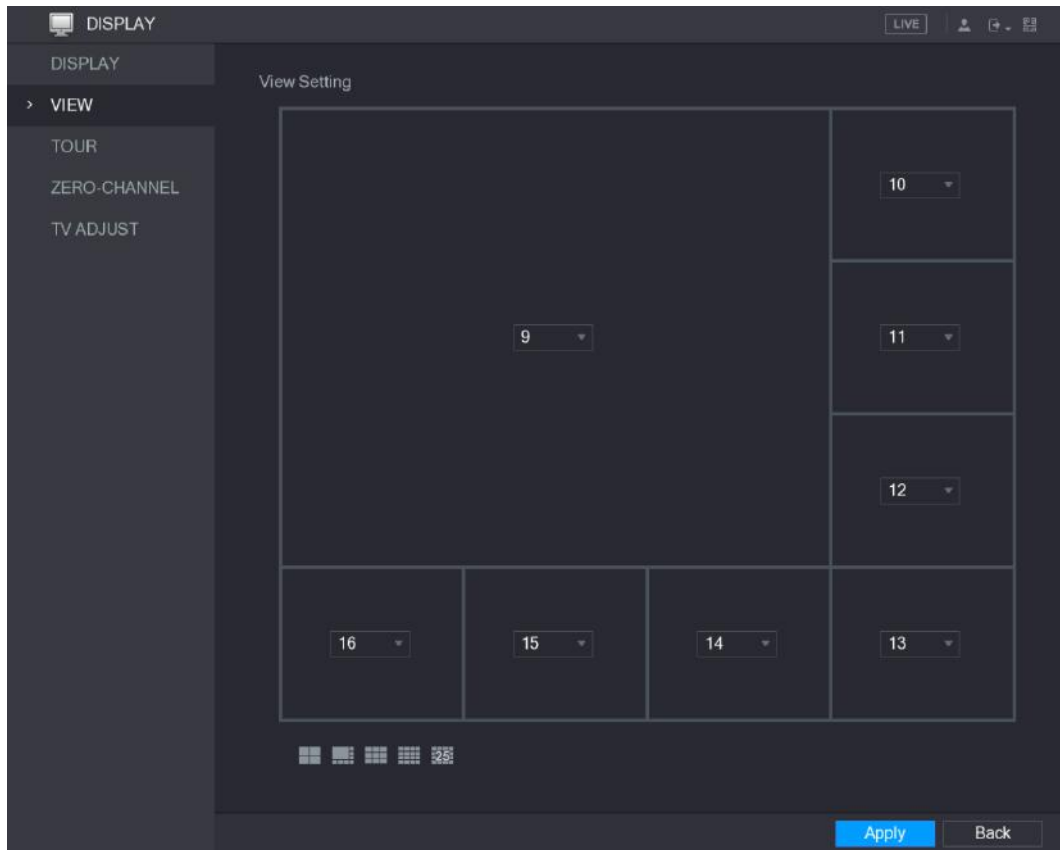 DISPLAY
LIVE
DISPLAY
VIEW
TOUR
ZERO-CHANNEL
TV ADJUST
View Setting
10
9
11
12
16
15
14
13
25
Apply
Back